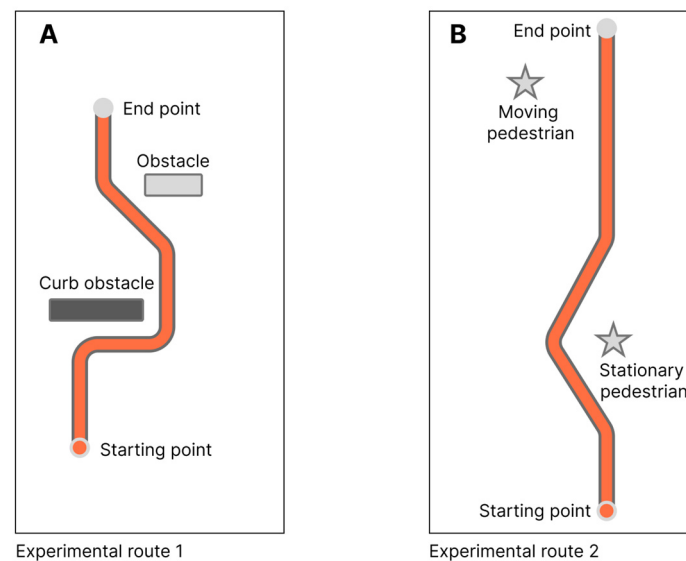 A
End point
Obstacle
Curb obstacle
Starting point
Experimental route 1
B
End point
Moving
pedestrian
Stationary
pedestrian
Starting point
Experimental route 2